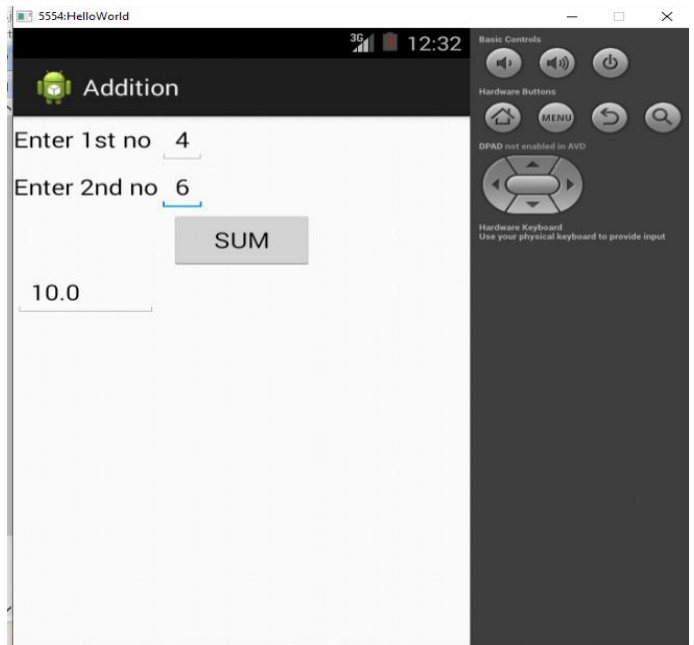 5554:HelloWorld
3G 12:32
Addition
Enter 1st no 4
Enter 2nd no 6
SUM
10.0
Basic Controls
Hardware Buttons
MENU
DPAD not enabled in AVD
Hardware Keyboard
Use your physical keyboard to provide input